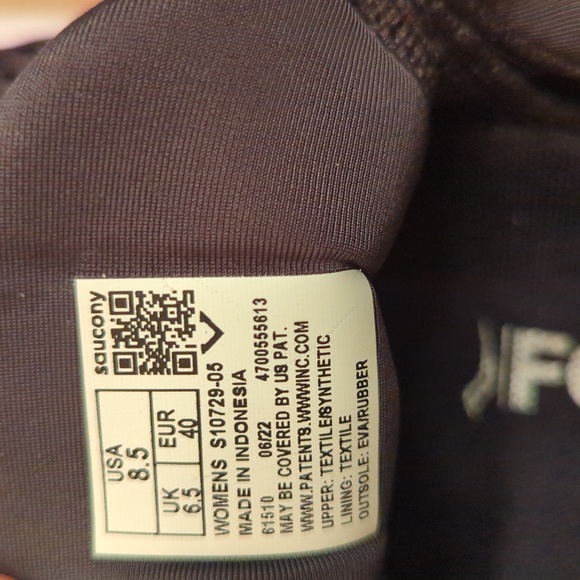 saucony
USA
8.5
UK
6.5
EUR
40
WOMENS S10729-05
MADE IN INDONESIA
61510 06/22 4700555613
MAY BE COVERED BY US PAT.
WWW.PATENTS.WWWINC.COM
UPPER: TEXTILE/SYNTHETIC
LINING: TEXTILE
OUTSOLE: EVA/RUBBER